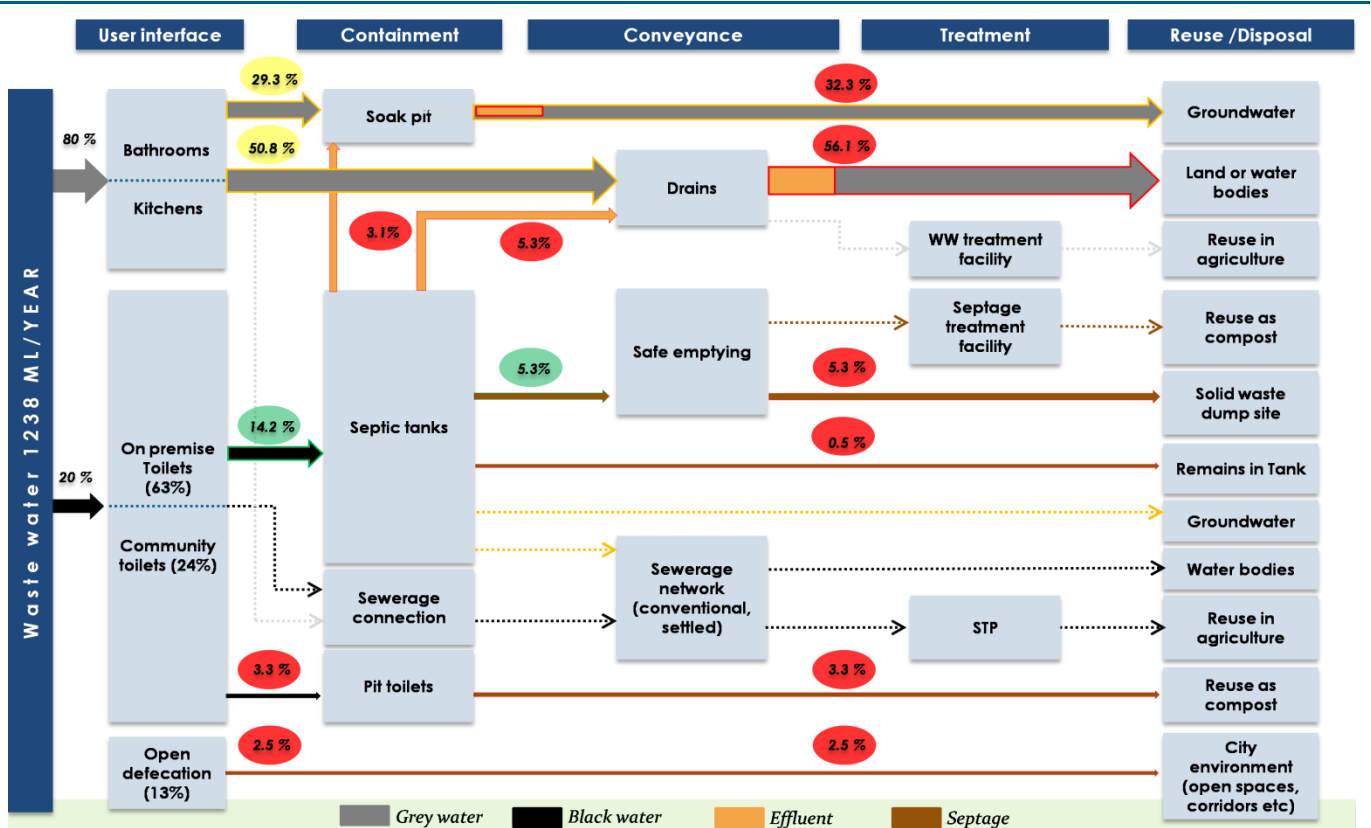 User interface
Containment
Conveyance
Treatment
Reuse /Disposal
Waste water 1238 ML/YEAR
80 %
20 %
Bathrooms
Kitchens
29.3 %
50.8 %
Soak pit
32.3 %
Groundwater
56.1 %
Drains
Land or water
bodies
3.1%
5.3%
WW treatment
facility
Reuse in
agriculture
On premise
Toilets
(63%)
Community
toilets (24%)
14.2 %
Septic tanks
5.3%
Safe emptying
Septage
treatment
facility
Reuse as
compost
5.3 %
Solid waste
dump site
0.5 %
Remains in Tank
Groundwater
Sewerage
connection
Sewerage
network
(conventional,
settled)
Water bodies
STP
Reuse in
agriculture
3.3 %
Pit toilets
3.3 %
Reuse as
compost
Open
defecation
(13%)
2.5 %
2.5 %
City
environment
(open spaces,
corridors etc)
Grey water
Black water
Effluent
Septage